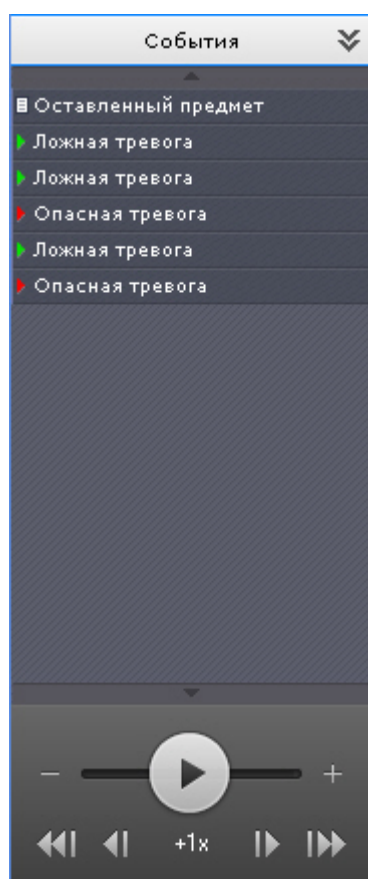 События
Оставленный предмет
Ложная тревога
Ложная тревога
Опасная тревога
Ложная тревога
Опасная тревога
− +
+1x